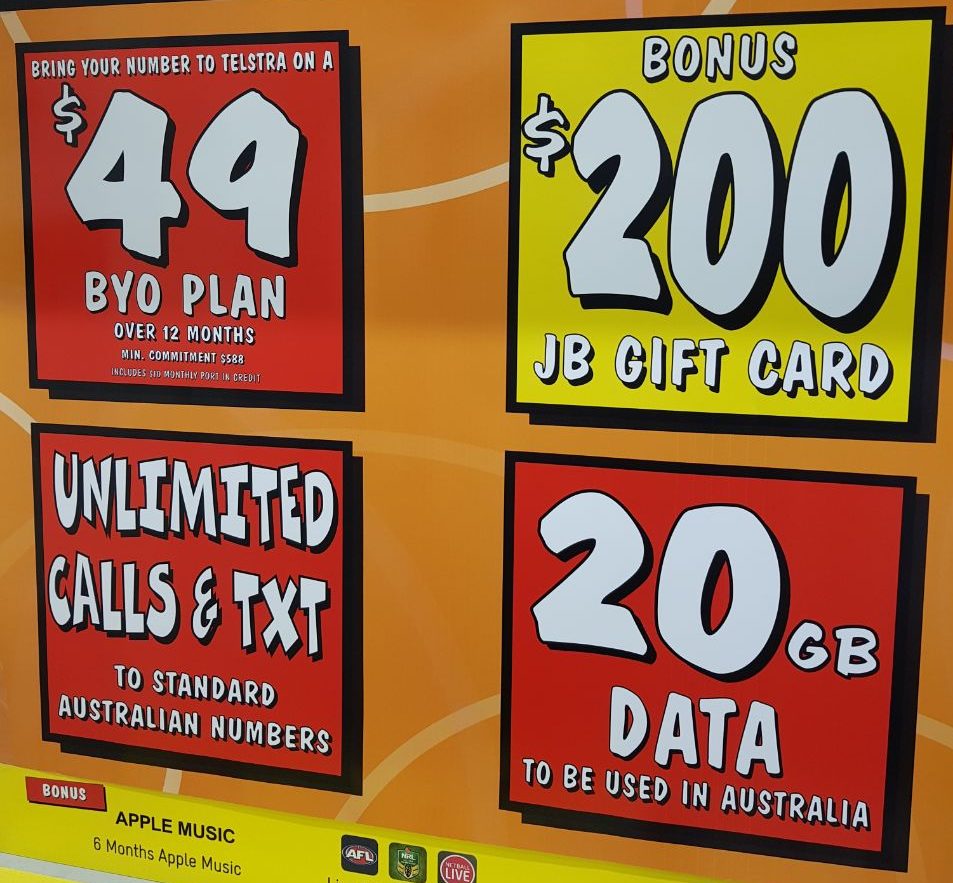 BRING YOUR NUMBER TO TELSTRA ON A
$49
BYO PLAN
OVER 12 MONTHS
MIN. COMMITMENT $588
INCLUDES $10 MONTHLY PORT IN CREDIT
BONUS
$200
JB GIFT CARD
UNLIMITED
CALLS & TXT
TO STANDARD
AUSTRALIAN NUMBERS
20GB
DATA
TO BE USED IN AUSTRALIA
BONUS
APPLE MUSIC
6 Months Apple Music
AFL
NRL
NETBALL
LIVE